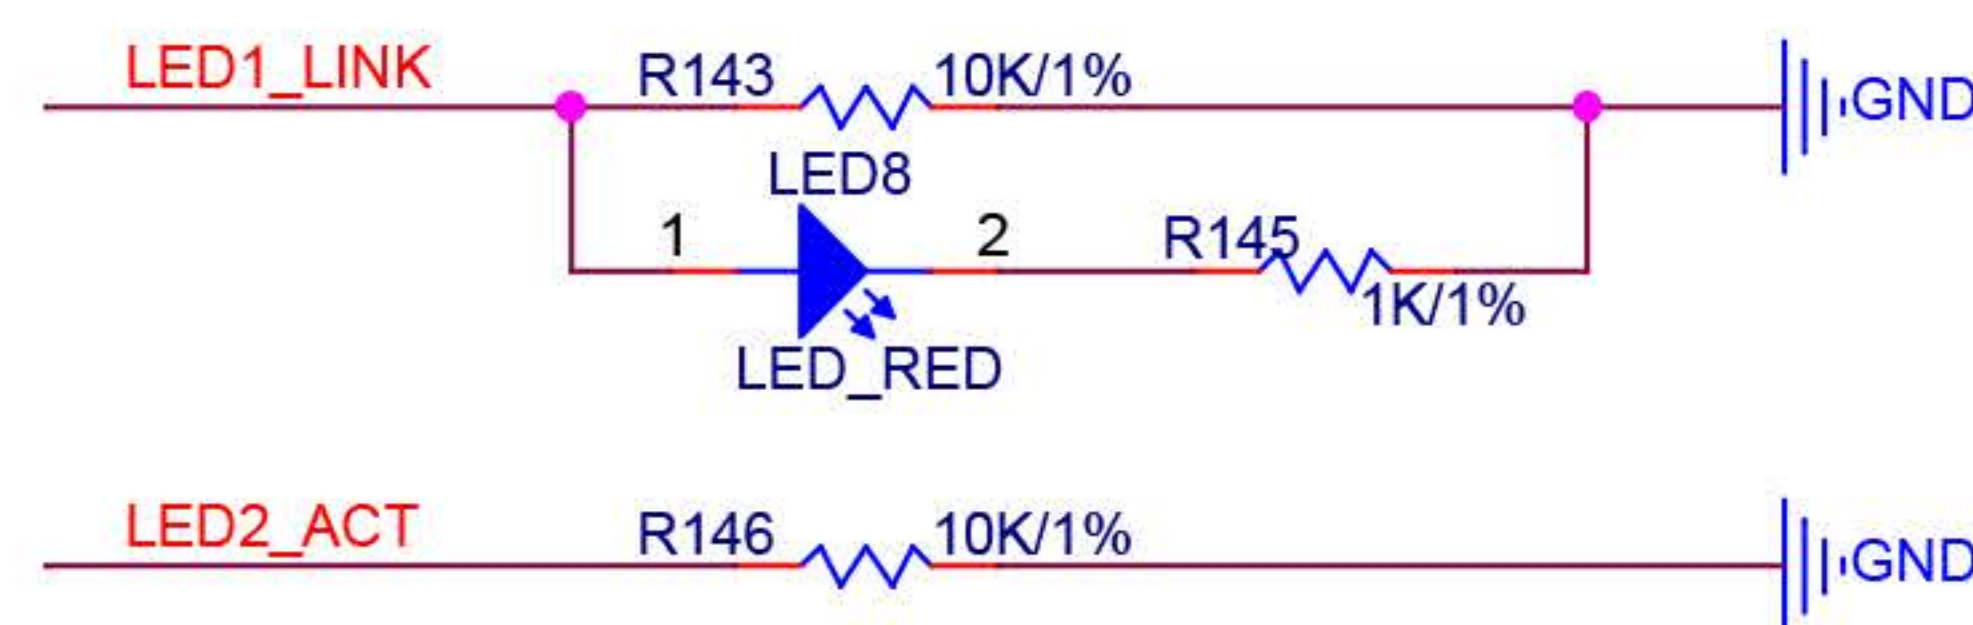 LED1_LINK R143 10K/1% GND
LED8
1 2 R145
1K/1%
LED_RED
LED2_ACT R146 10K/1% GND